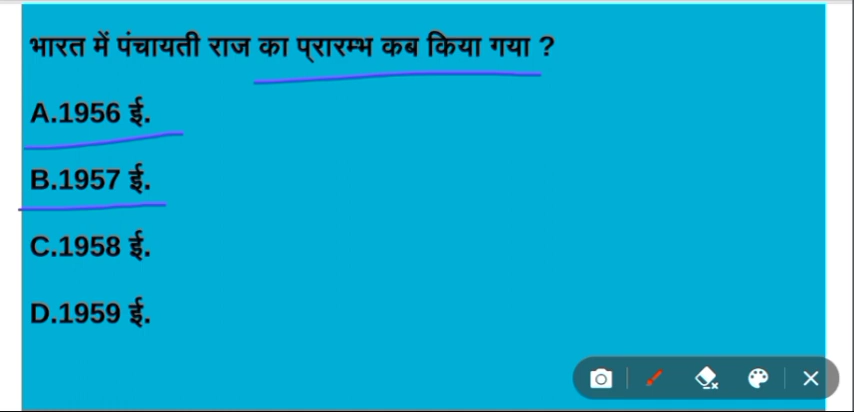 भारत में पंचायती राज का प्रारम्भ कब किया गया ?
A.1956 ई.
B.1957 ई.
C.1958 ई.
D.1959 ई.